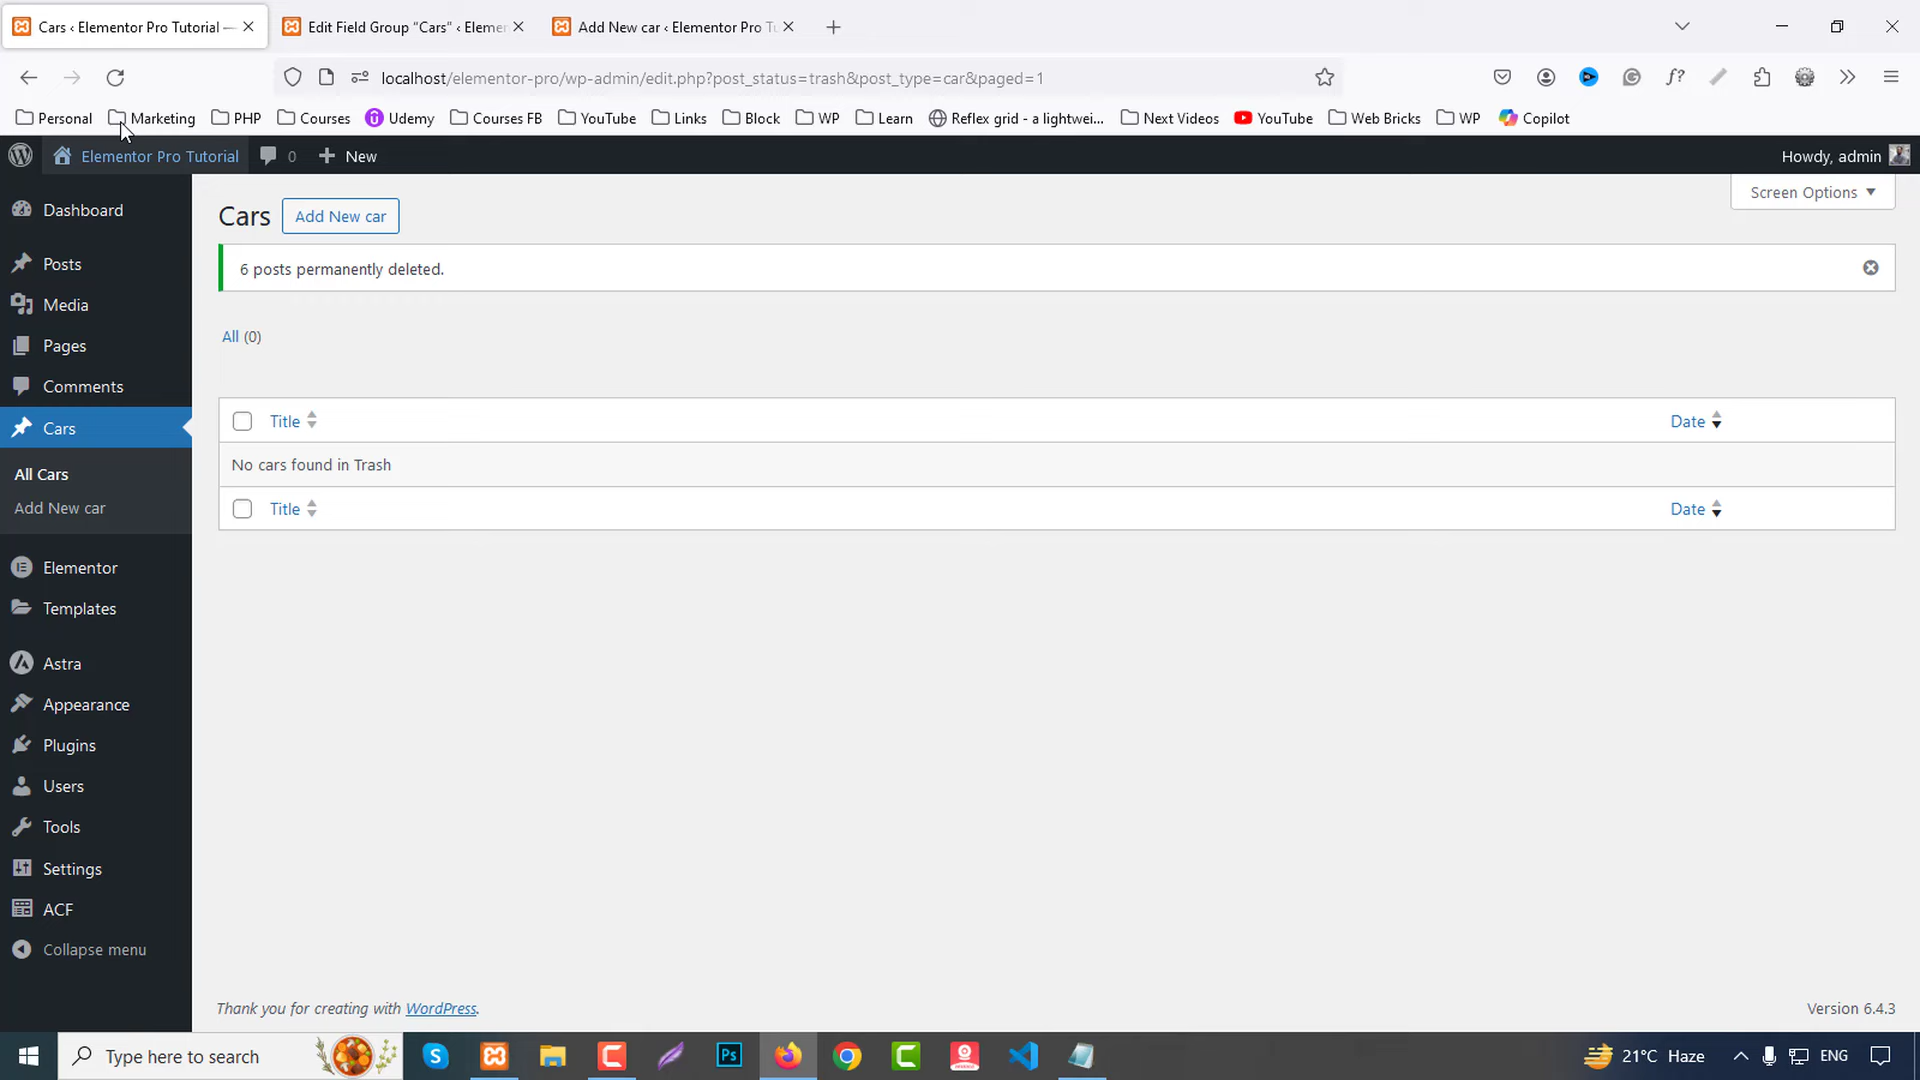 Cars ‹ Elementor Pro Tutorial —
Edit Field Group “Cars” ‹ Elemen
Add New car ‹ Elementor Pro Tu
localhost/elementor-pro/wp-admin/edit.php?post_status=trash&post_type=car&paged=1
Personal
Marketing
PHP
Courses
Udemy
Courses FB
YouTube
Links
Block
WP
Learn
Reflex grid - a lightwei...
Next Videos
YouTube
Web Bricks
WP
Copilot
Elementor Pro Tutorial
0
New
Howdy, admin
Screen Options
Dashboard
Posts
Media
Pages
Comments
Cars
All Cars
Add New car
Elementor
Templates
Astra
Appearance
Plugins
Users
Tools
Settings
ACF
Collapse menu
Cars
Add New car
6 posts permanently deleted.
All (0)
Title
Date
No cars found in Trash
Title
Date
Thank you for creating with WordPress.
Version 6.4.3
Type here to search
21°C Haze
ENG